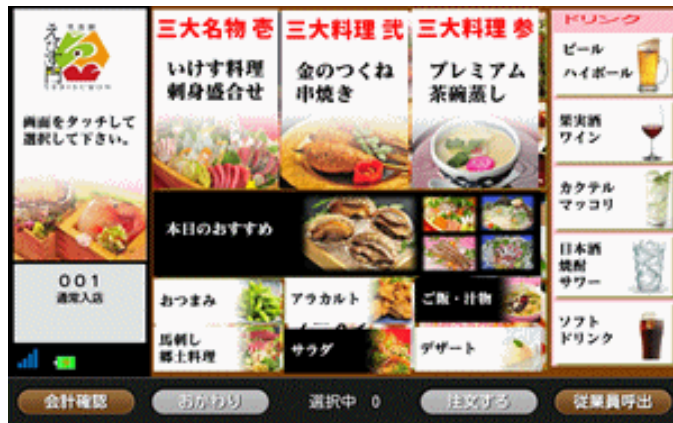 えびす門
画面をタッチして
選択して下さい。
001
通常入店
三大名物 壱
いけす料理
刺身盛合せ
三大料理 弐
金のつくね
串焼き
三大料理 参
プレミアム
茶碗蒸し
本日のおすすめ
おつまみ
アラカルト
ご飯・汁物
馬刺し
郷土料理
サラダ
デザート
ドリンク
ビール
ハイボール
果実酒
ワイン
カクテル
マッコリ
日本酒
焼酎
サワー
ソフト
ドリンク
会計確認
おかわり
選択中 0
注文する
従業員呼出